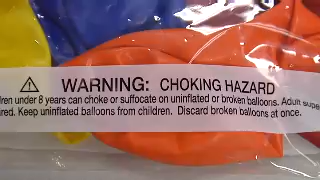 WARNING: CHOKING HAZARD
ren under 8 years can choke or suffocate on uninflated or broken balloons. Adult supe
red. Keep uninflated balloons from children. Discard broken balloons at once.